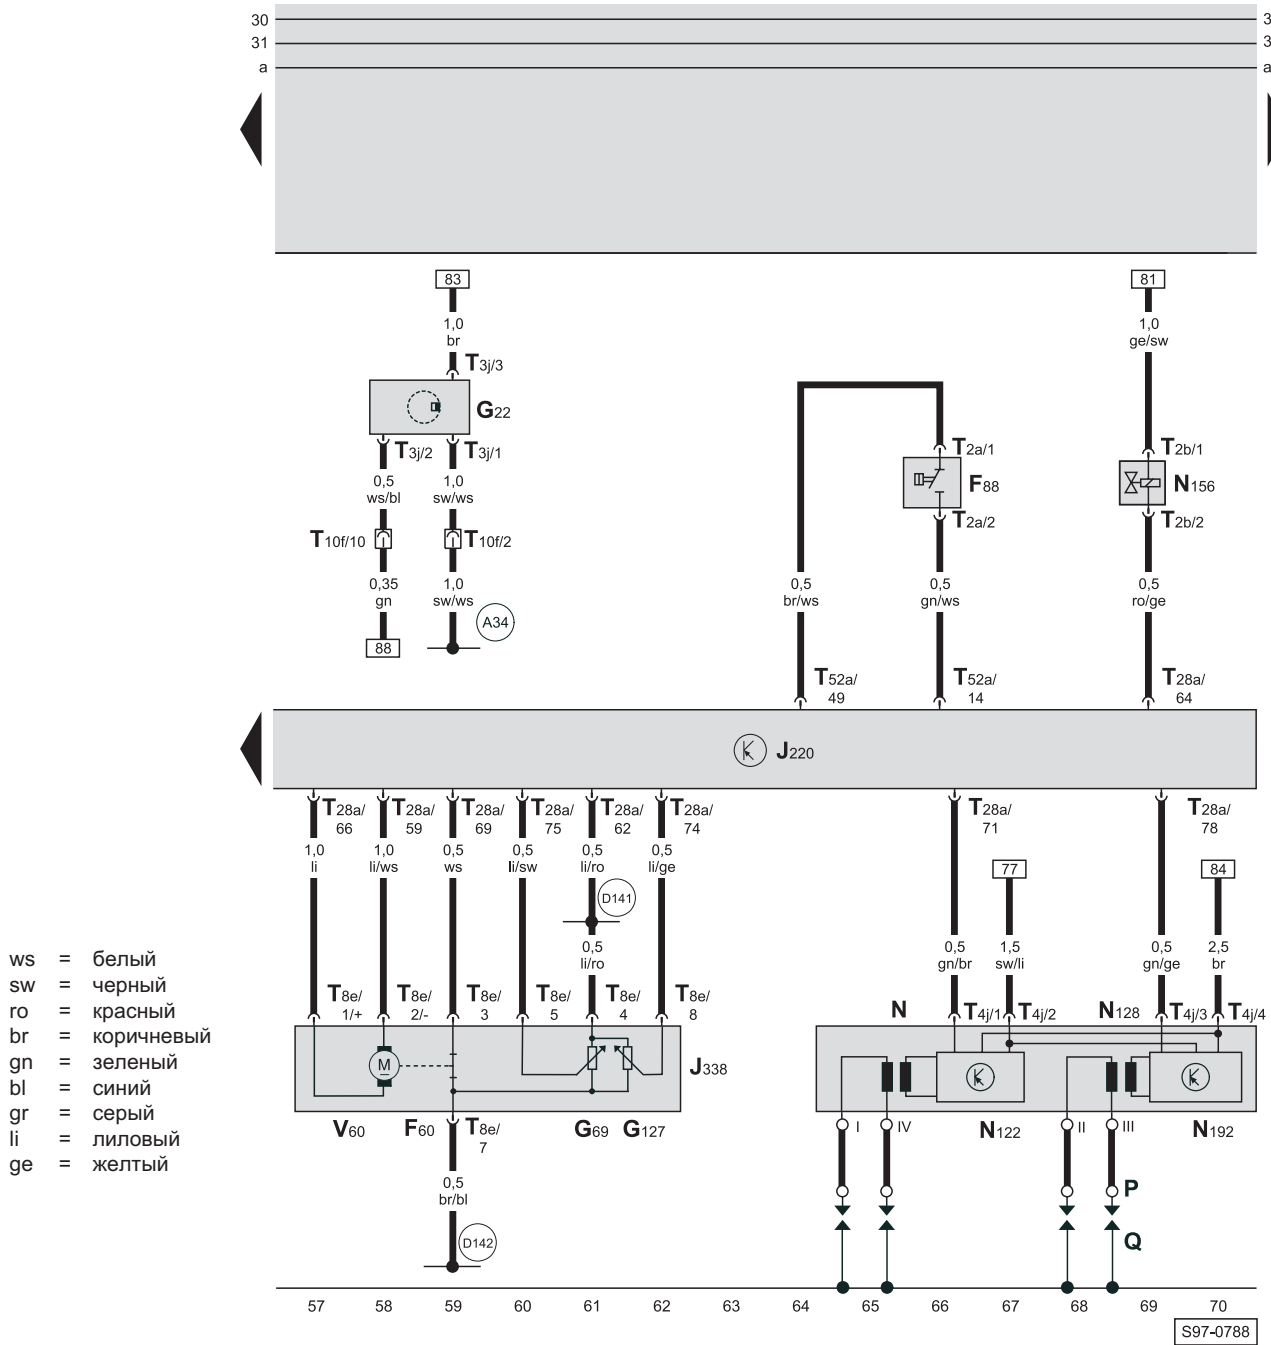 30 3
31 3
a a
83 81
1,0 1,0
br ge/sw
T3j/3
G22
T3j/2 T3j/1 T2a/1 T2b/1
0,5 1,0 F88 N156
ws/bl sw/ws
T2a/2 T2b/2
T10f/10 T10f/2
0,35 1,0 0,5 0,5 0,5
gn sw/ws br/ws gn/ws ro/ge
A34
88
T52a/ T52a/ T28a/
49 14 64
J220
T28a/ T28a/ T28a/ T28a/ T28a/ T28a/ T28a/ T28a/
66 59 69 75 62 74 71 78
1,0 1,0 0,5 0,5 0,5 0,5
li li/ws ws li/sw li/ro li/ge
77 84
D141
0,5 0,5 1,5 0,5 2,5
li/ro gn/br sw/li gn/ge br
ws = белый
sw = черный
ro = красный
br = коричневый
gn = зеленый
bl = синий
gr = серый
li = лиловый
ge = желтый
T8e/ T8e/ T8e/ T8e/ T8e/ T8e/
1/+ 2/- 3 5 4 8
N T4j/1 T4j/2 N128 T4j/3 T4j/4
M J338
V60 F60 T8e/ G69 G127
7
I IV N122 II III N192
0,5
br/bl
P
D142
Q
57 58 59 60 61 62 63 64 65 66 67 68 69 70
S97-0788